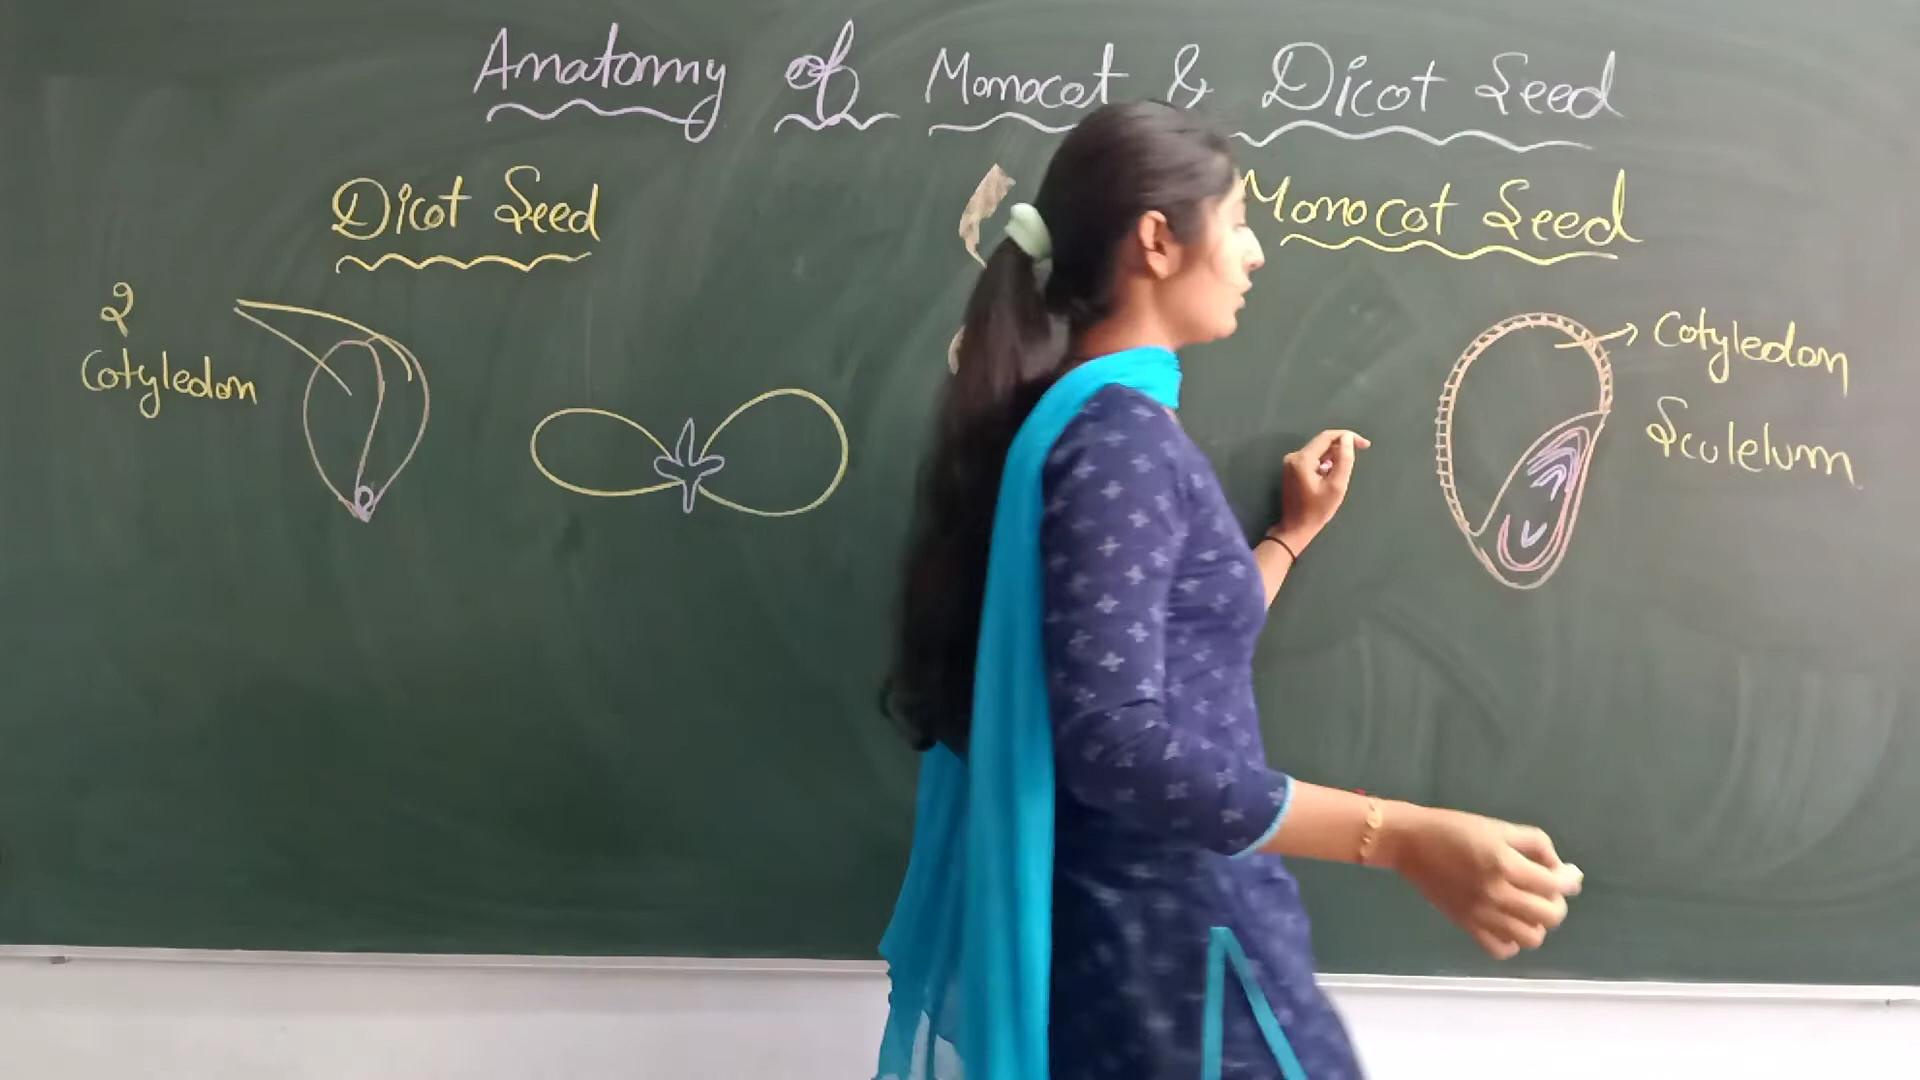 Anatomy of Monocot & Dicot Seed
Dicot Seed
2
Cotyledon
Monocot Seed
Cotyledon
Sculelum